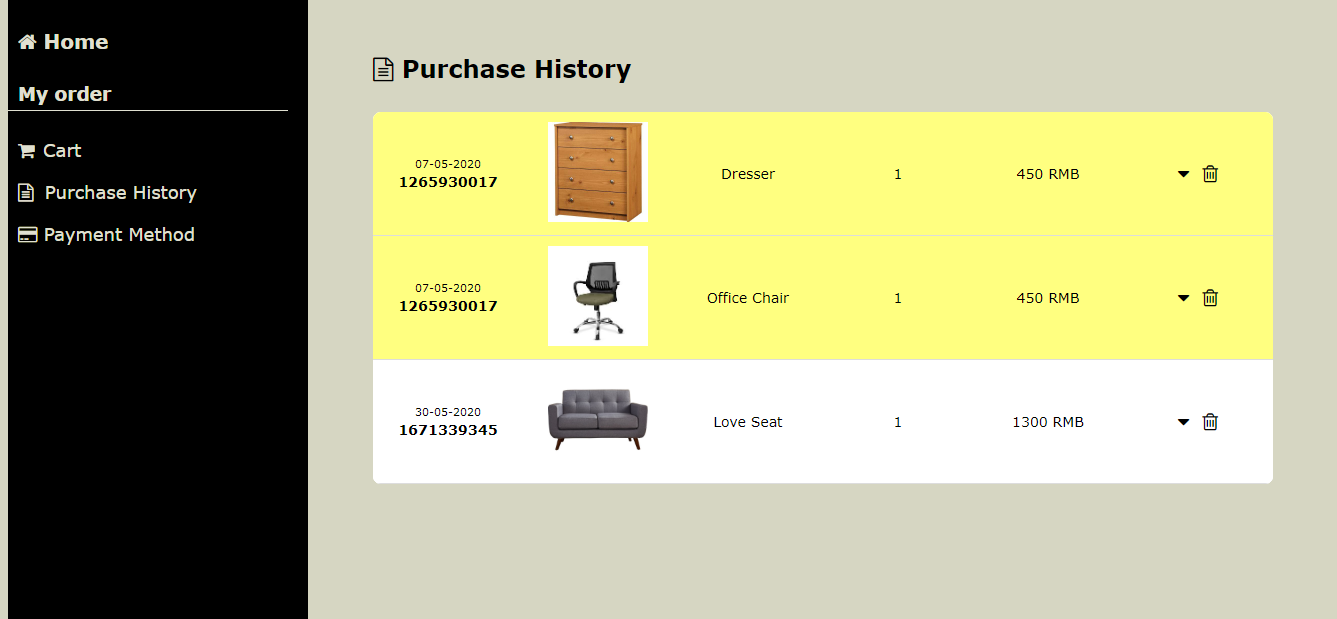 Home
My order
Cart
Purchase History
Payment Method
Purchase History
07-05-2020
1265930017
Dresser
1
450 RMB
07-05-2020
1265930017
Office Chair
1
450 RMB
30-05-2020
1671339345
Love Seat
1
1300 RMB